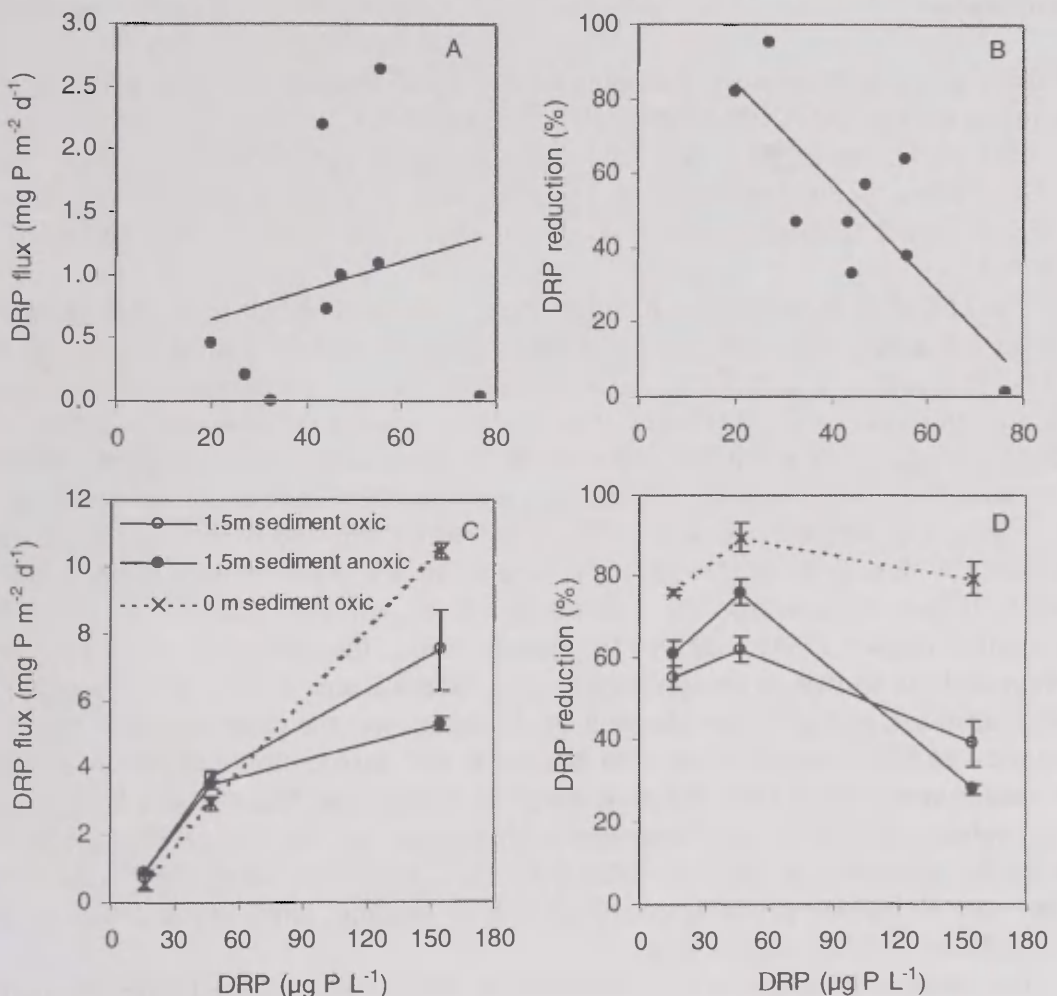 3.0
2.5
2.0
1.5
1.0
0.5
0.0
DRP flux (mg P m⁻² d⁻¹)
A
0 20 40 60 80
100
80
60
40
20
0
DRP reduction (%)
B
0 20 40 60 80
12
10
8
6
4
2
0
DRP flux (mg P m⁻² d⁻¹)
1.5m sediment oxic
1.5m sediment anoxic
0 m sediment oxic
C
0 30 60 90 120 150 180
DRP (µg P L⁻¹)
100
80
60
40
20
0
DRP reduction (%)
D
0 30 60 90 120 150 180
DRP (µg P L⁻¹)